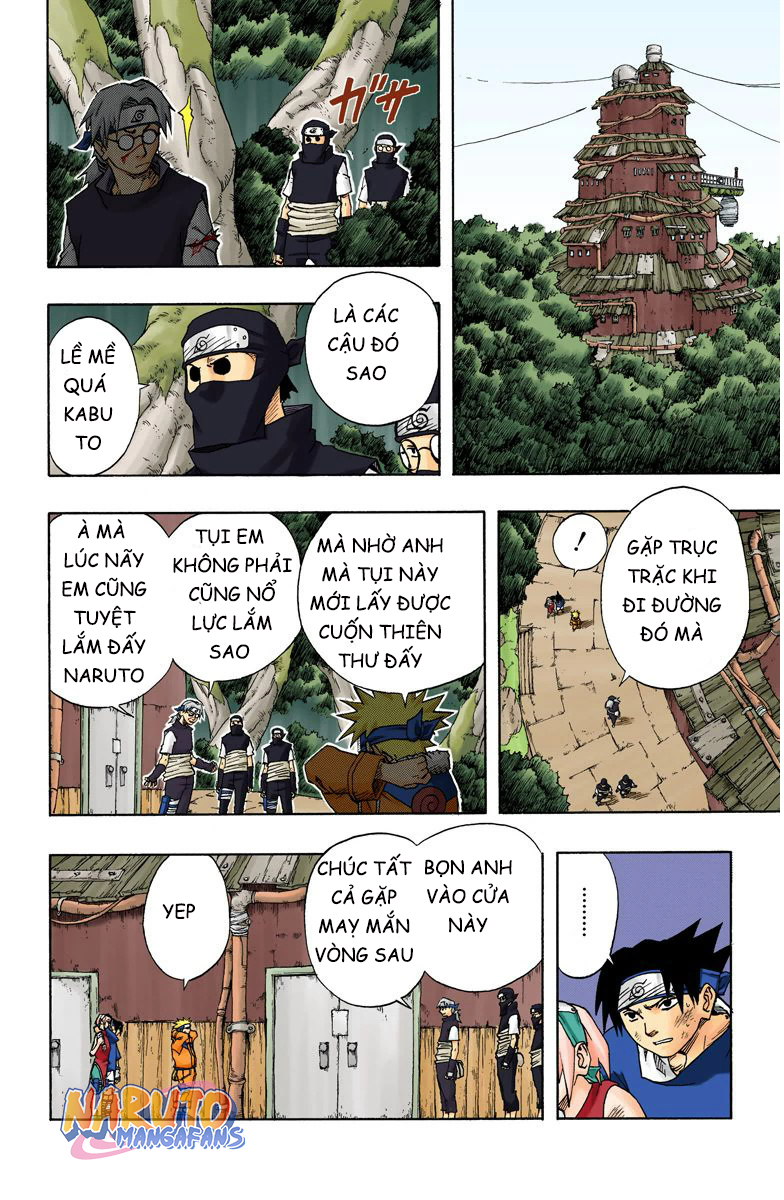 ガサ
LÀ CÁC
CẬU ĐÓ
SAO
LỀ MỀ
QUÁ
KABU
TO
GẶP TRỤC
TRẶC KHI
ĐI ĐƯỜNG
ĐÓ MÀ
!
MÀ NHỜ ANH
MÀ TỤI NÀY
MỚI LẤY ĐƯỢC
CUỐN THIÊN
THƯ ĐẤY
TỤI EM
KHÔNG PHẢI
CŨNG NỔ
LỰC LẮM
SAO
À MÀ
LÚC NÃY
EM CŨNG
TUYỆT
LẮM ĐẤY
NARUTO
.........
BỌN ANH
VÀO CỬA
NÀY
CHÚC TẤT
CẢ GẶP
MAY MẮN
VÒNG SAU
YEP
NARUTO
MANGAFANS